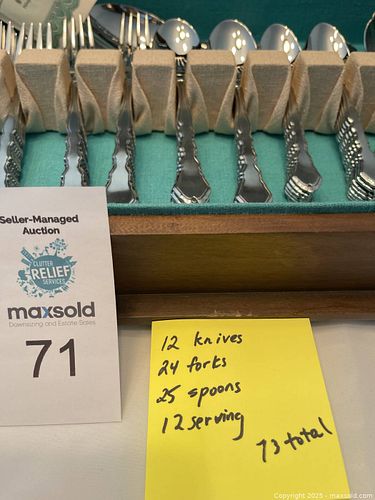 Seller-Managed
Auction
CLUTTER
RELIEF
SERVICES
maxsold
Downsizing and Estate Sales
71
12 knives
24 forks
25 spoons
12 serving
73 total
Copyright 2025 - maxsold.com